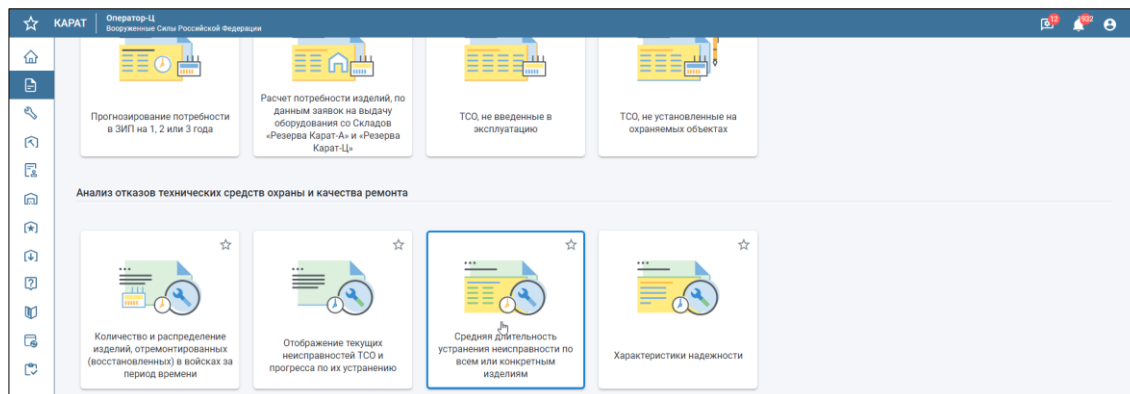 КАРАТ
Оператор-Ц
Вооруженные Силы Российской Федерации
12
932
Прогнозирование потребности
в ЗИП на 1, 2 или 3 года
Расчет потребности изделий, по
данным заявок на выдачу
оборудования со Складов
«Резерва Карат-А» и «Резерва
Карат-Ц»
ТСО, не введенные в
эксплуатацию
ТСО, не установленные на
охраняемых объектах
Анализ отказов технических средств охраны и качества ремонта
Количество и распределение
изделий, отремонтированных
(восстановленных) в войсках за
период времени
Отображение текущих
неисправностей ТСО и
прогресса по их устранению
Средняя длительность
устранения неисправности по
всем или конкретным
изделиям
Характеристики надежности